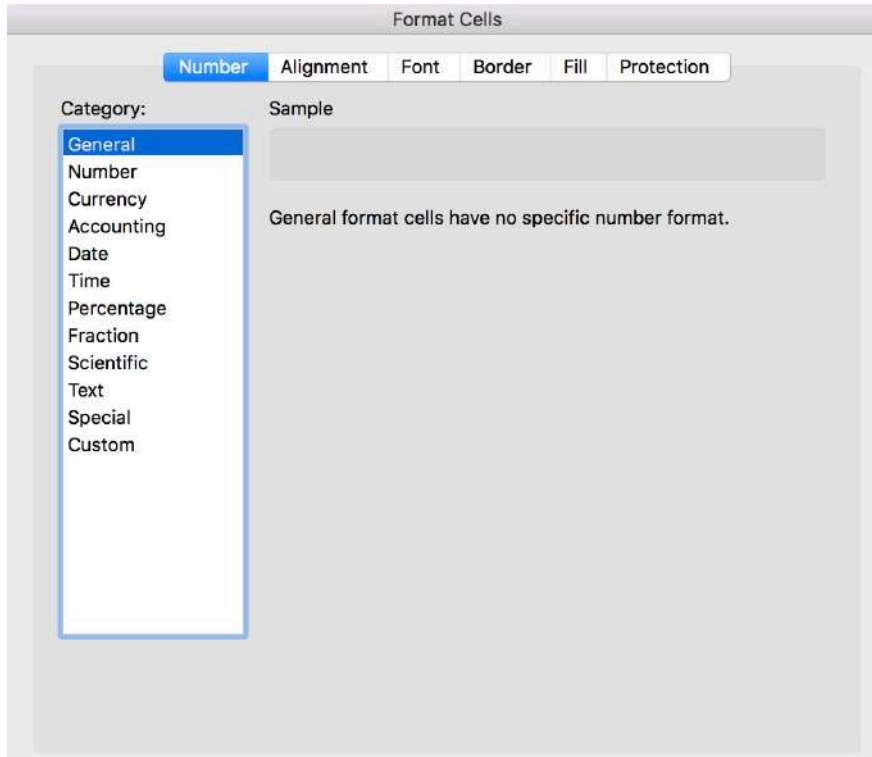 Format Cells
Number Alignment Font Border Fill Protection
Category:
Sample
General
Number
Currency
Accounting
General format cells have no specific number format.
Date
Time
Percentage
Fraction
Scientific
Text
Special
Custom